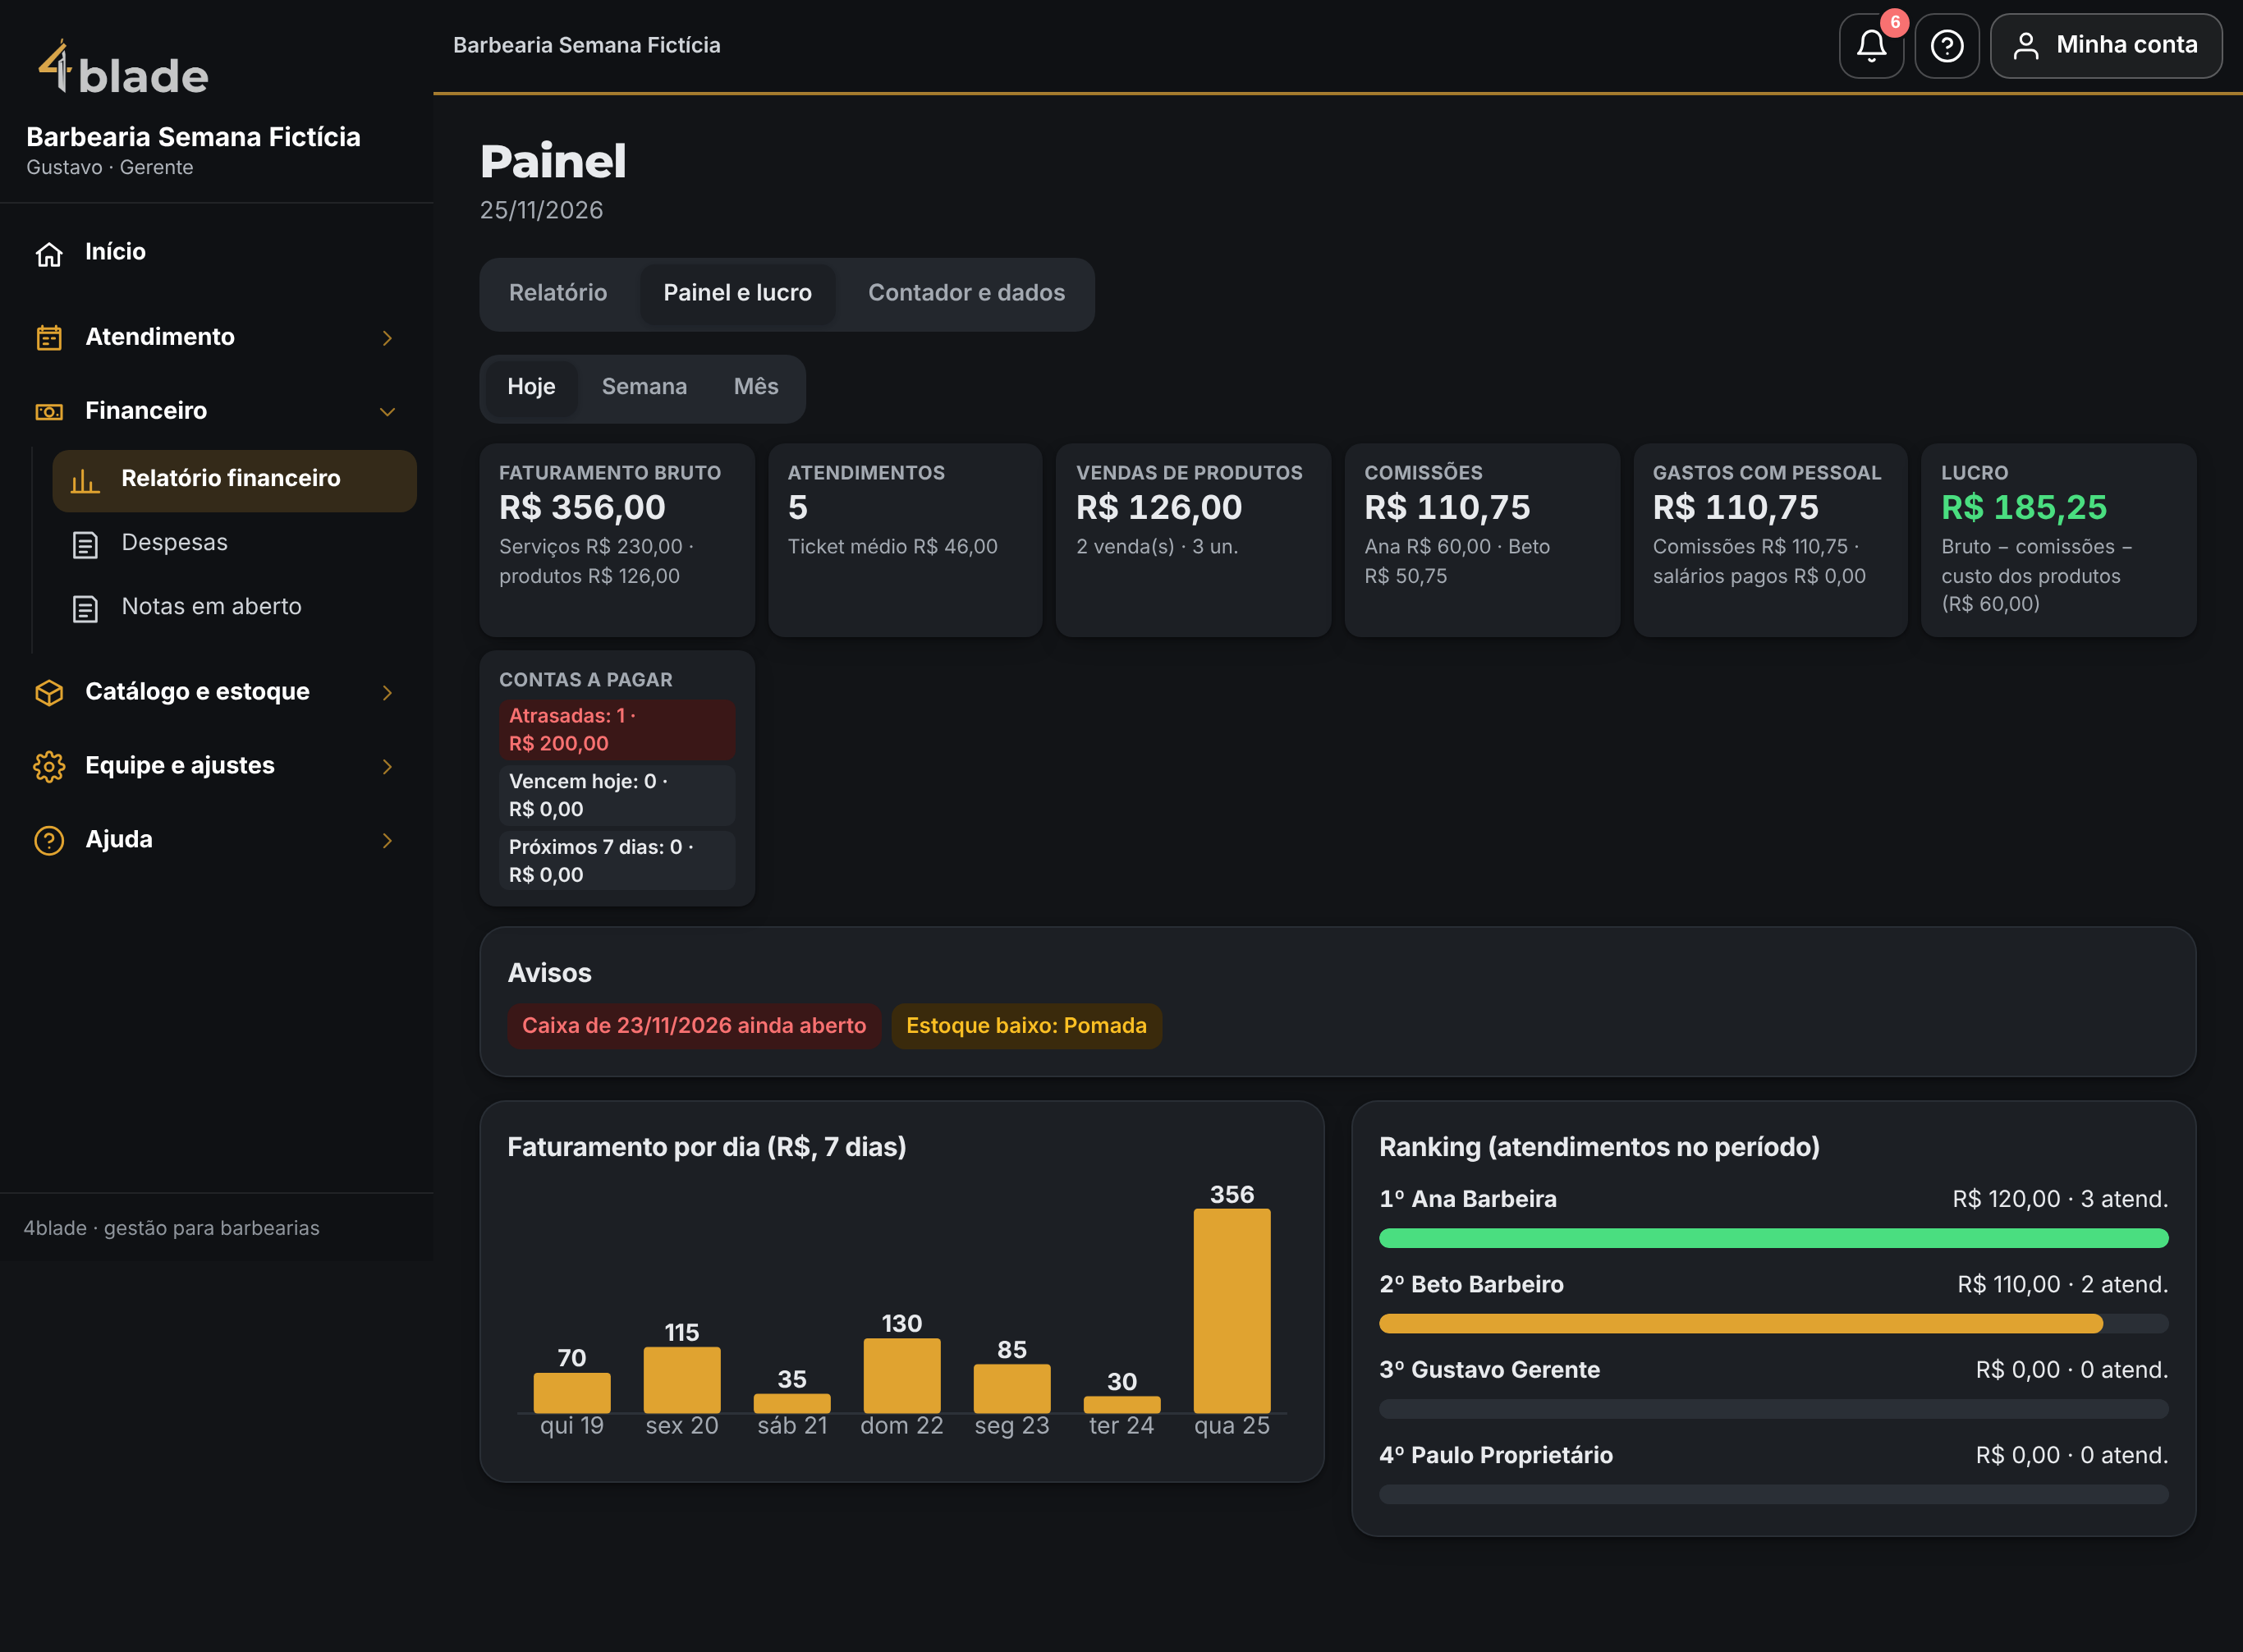 4blade
Barbearia Semana Fictícia
Gustavo · Gerente
Início
Atendimento
Financeiro
Relatório financeiro
Despesas
Notas em aberto
Catálogo e estoque
Equipe e ajustes
Ajuda
4blade · gestão para barbearias
Barbearia Semana Fictícia
6
Minha conta
Painel
25/11/2026
Relatório
Painel e lucro
Contador e dados
Hoje
Semana
Mês
FATURAMENTO BRUTO
R$ 356,00
Serviços R$ 230,00 ·
produtos R$ 126,00
ATENDIMENTOS
5
Ticket médio R$ 46,00
VENDAS DE PRODUTOS
R$ 126,00
2 venda(s) · 3 un.
COMISSÕES
R$ 110,75
Ana R$ 60,00 · Beto
R$ 50,75
GASTOS COM PESSOAL
R$ 110,75
Comissões R$ 110,75 ·
salários pagos R$ 0,00
LUCRO
R$ 185,25
Bruto − comissões −
custo dos produtos
(R$ 60,00)
CONTAS A PAGAR
Atrasadas: 1 ·
R$ 200,00
Vencem hoje: 0 ·
R$ 0,00
Próximos 7 dias: 0 ·
R$ 0,00
Avisos
Caixa de 23/11/2026 ainda aberto
Estoque baixo: Pomada
Faturamento por dia (R$, 7 dias)
70
115
35
130
85
30
356
qui 19
sex 20
sáb 21
dom 22
seg 23
ter 24
qua 25
Ranking (atendimentos no período)
1º Ana Barbeira
R$ 120,00 · 3 atend.
2º Beto Barbeiro
R$ 110,00 · 2 atend.
3º Gustavo Gerente
R$ 0,00 · 0 atend.
4º Paulo Proprietário
R$ 0,00 · 0 atend.